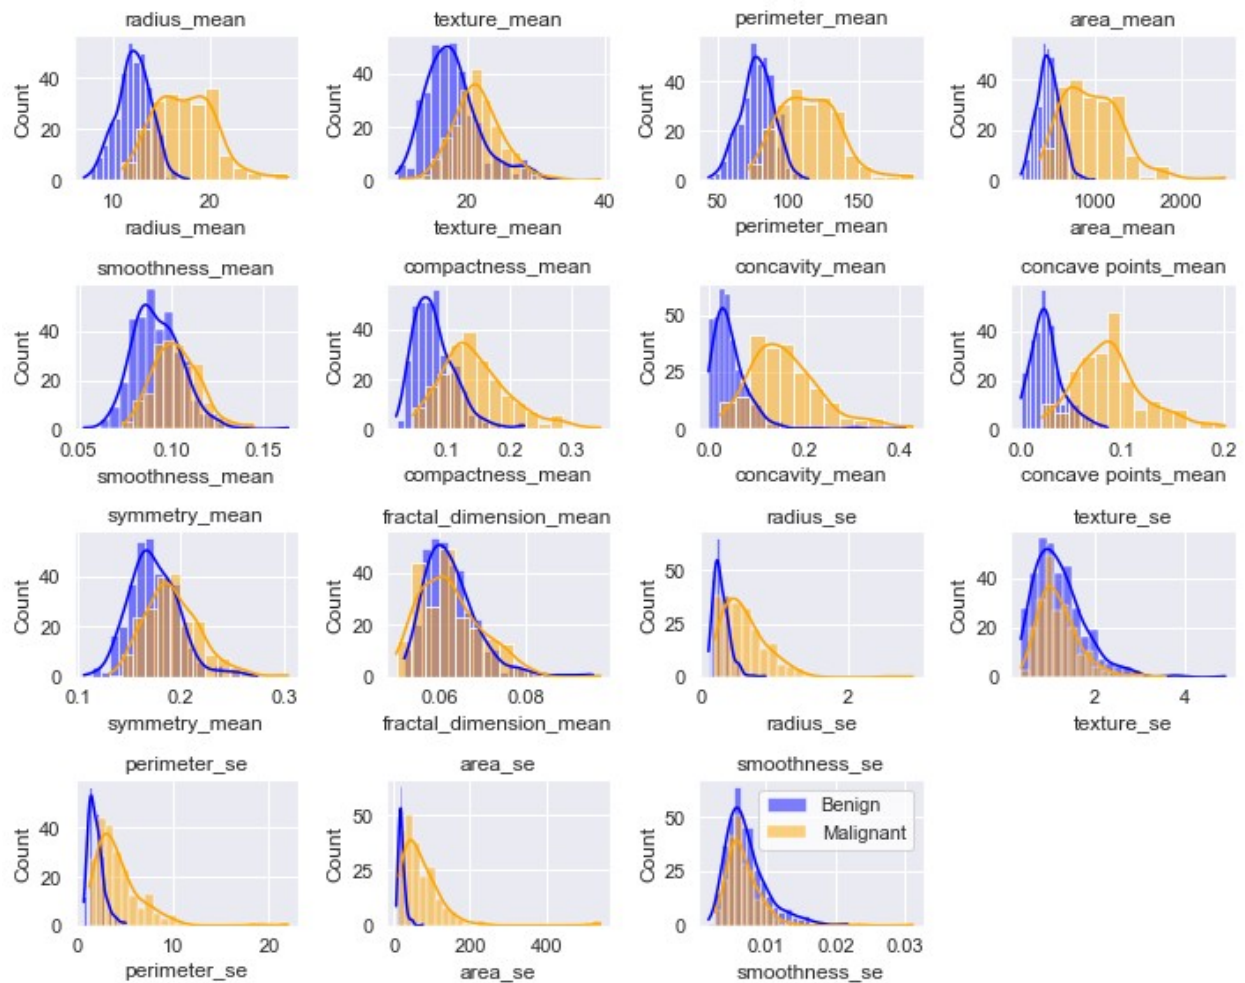 radius_mean texture_mean perimeter_mean area_mean
Count 40 20 0 Count 40 20 0 Count 40 20 0 Count 40 20 0
10 20 20 40 50 100 150 1000 2000
radius_mean texture_mean perimeter_mean area_mean
smoothness_mean compactness_mean concavity_mean concave points_mean
Count 40 20 0 Count 40 20 0 Count 50 25 0 Count 40 20 0
0.05 0.10 0.15 0.1 0.2 0.3 0.0 0.2 0.4 0.0 0.1 0.2
smoothness_mean compactness_mean concavity_mean concave points_mean
symmetry_mean fractal_dimension_mean radius_se texture_se
Count 40 20 0 Count 40 20 0 Count 50 25 0 Count 40 20 0
0.1 0.2 0.3 0.06 0.08 0 2 2 4
symmetry_mean fractal_dimension_mean radius_se texture_se
perimeter_se area_se smoothness_se
Count 40 20 0 Count 50 25 0 Count 50 25 0
Benign
Malignant
0 10 20 0 200 400 0.01 0.02 0.03
perimeter_se area_se smoothness_se